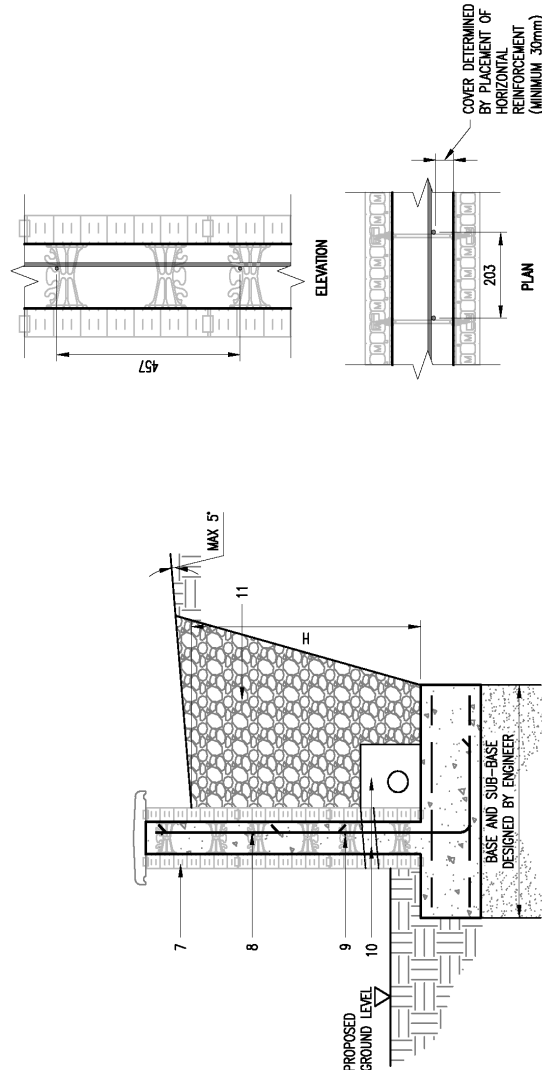 COVER DETERMINED
BY PLACEMENT OF
HORIZONTAL
REINFORCEMENT
(MINIMUM 30mm)
ELEVATION
457
203
PLAN
MAX 5°
11
H
7
8
9
10
BASE AND SUB-BASE
DESIGNED BY ENGINEER
PROPOSED
GROUND LEVEL